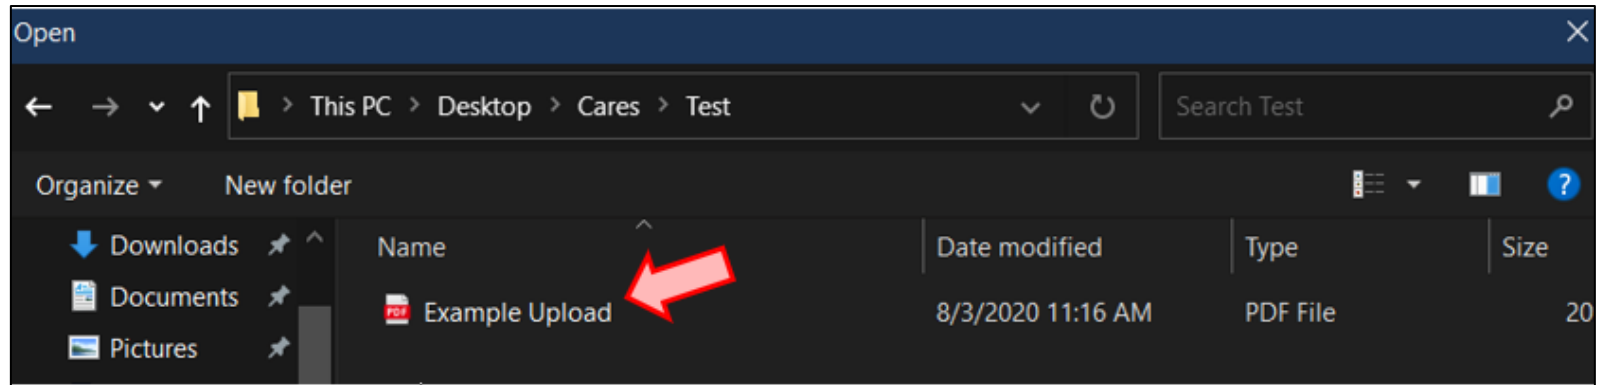 Open
This PC > Desktop > Cares > Test
Search Test
Organize
New folder
?
Downloads
Documents
Pictures
Name
Date modified
Type
Size
PDF
Example Upload
8/3/2020 11:16 AM
PDF File
20